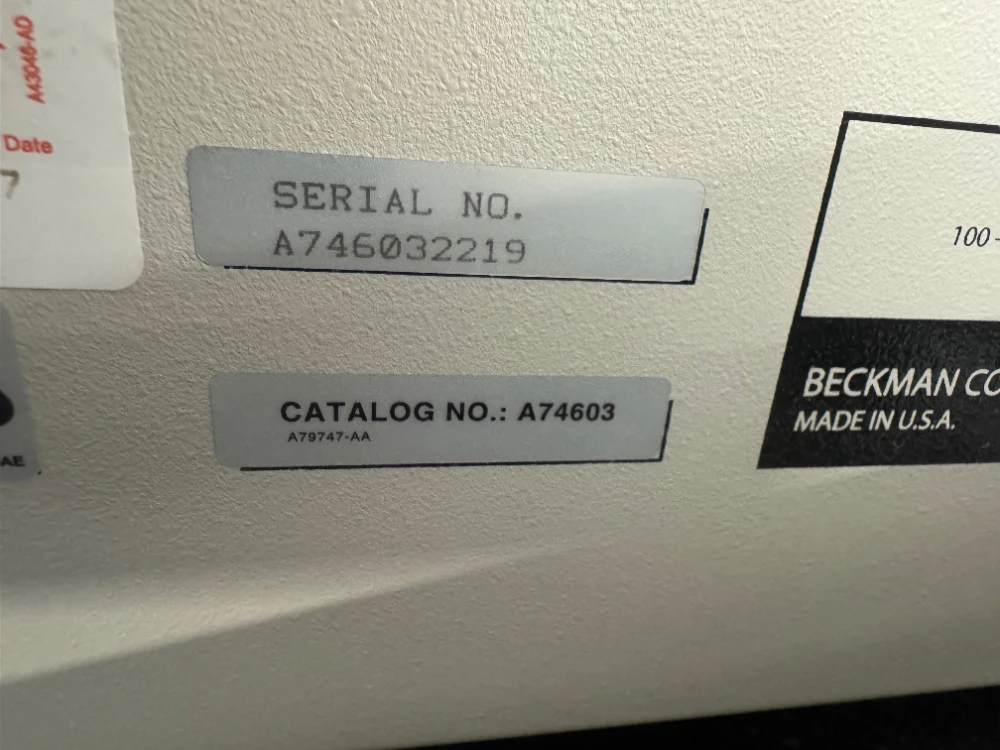 A43046-AD
Date
7
SERIAL NO.
A746032219
CATALOG NO.: A74603
A79747-AA
AE
100 -
BECKMAN CO
MADE IN U.S.A.